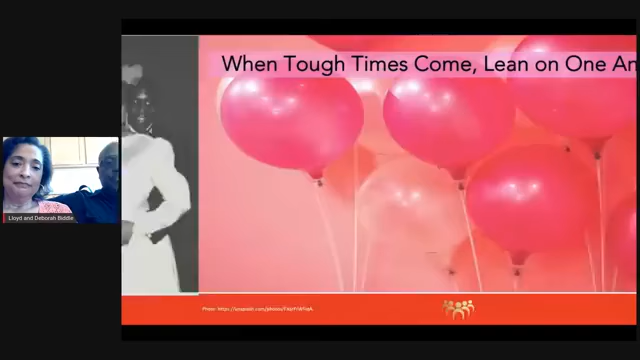 When Tough Times Come, Lean on One An
Lloyd and Deborah Biddle